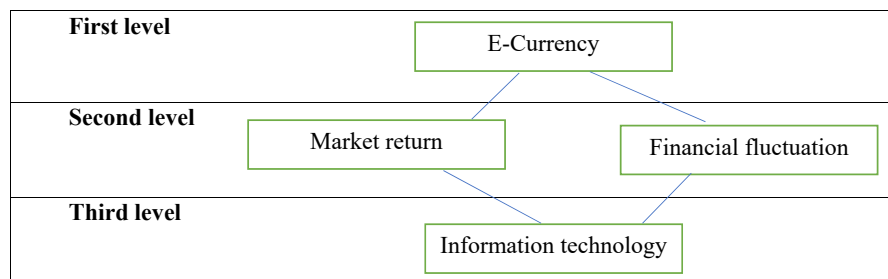 First level
E-Currency
Second level
Market return
Financial fluctuation
Third level
Information technology